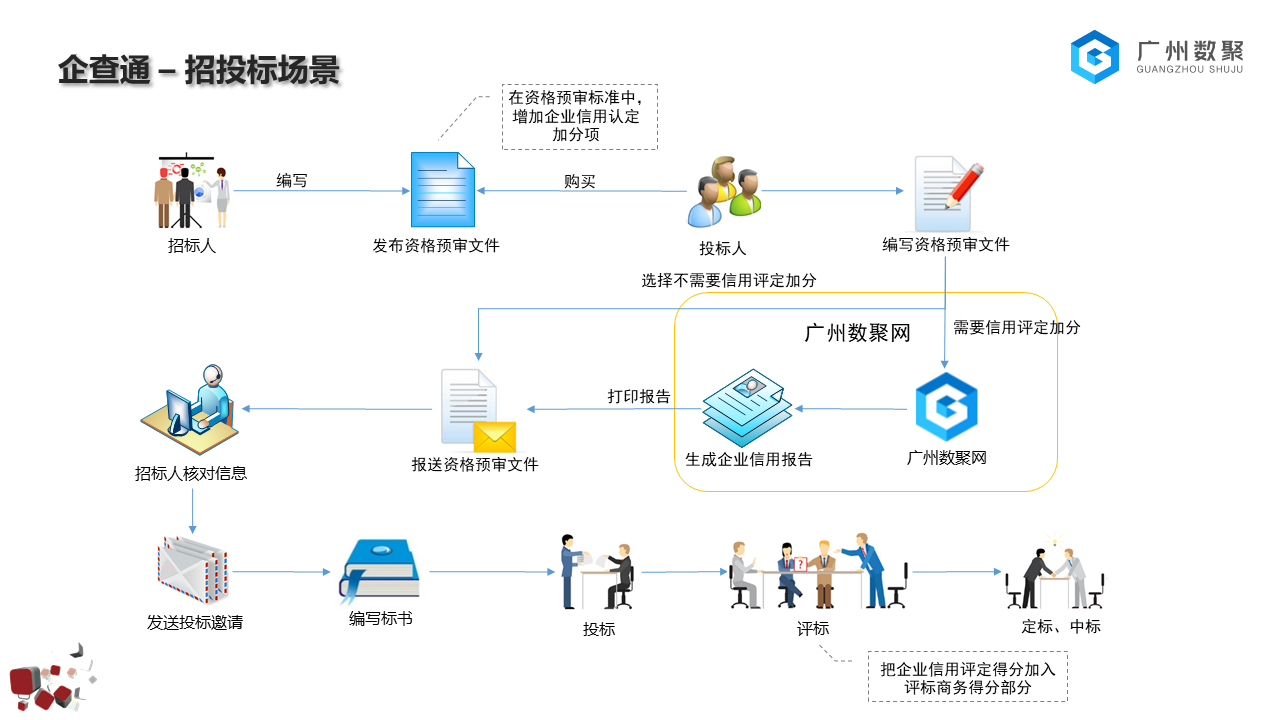 企查通 – 招投标场景
广州数聚
GUANGZHOU SHUJU
在资格预审标准中，
增加企业信用认定
加分项
编写
购买
招标人
发布资格预审文件
投标人
编写资格预审文件
选择不需要信用评定加分
广州数聚网
需要信用评定加分
打印报告
招标人核对信息
报送资格预审文件
生成企业信用报告
广州数聚网
?
发送投标邀请
编写标书
投标
评标
定标、中标
把企业信用评定得分加入
评标商务得分部分